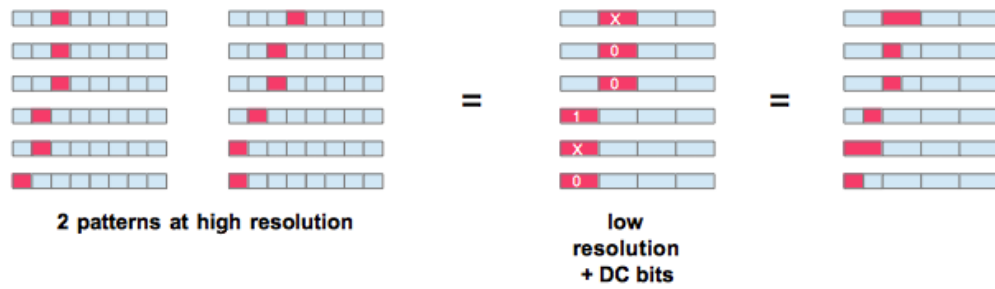 X
0
0
= =
1
X
0
2 patterns at high resolution
low
resolution
+ DC bits